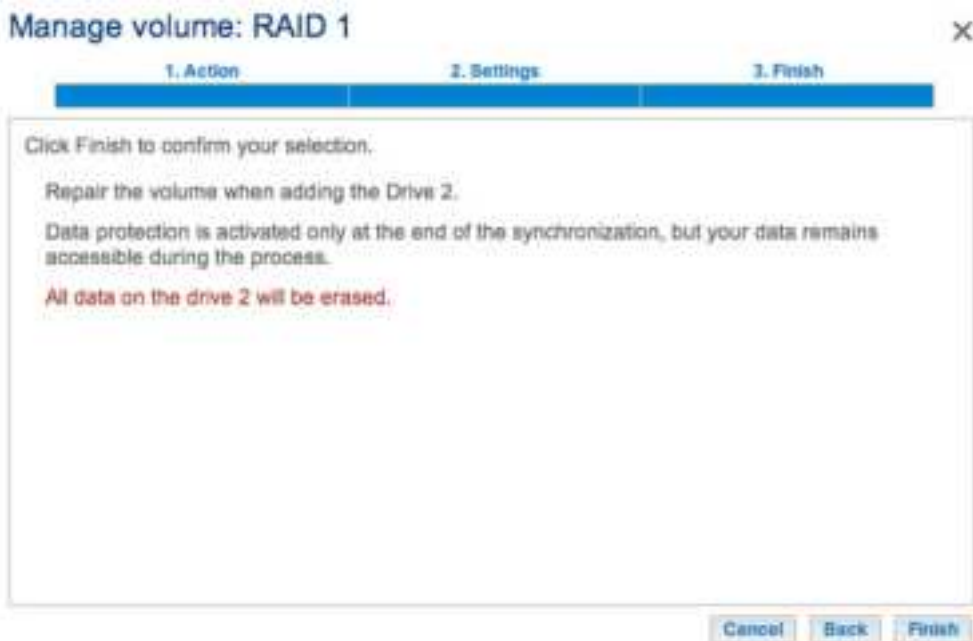 Manage volume: RAID 1
1. Action 2. Settings 3. Finish
Click Finish to confirm your selection.
Repair the volume when adding the Drive 2.
Data protection is activated only at the end of the synchronization, but your data remains
accessible during the process.
All data on the drive 2 will be erased.
Cancel Back Finish